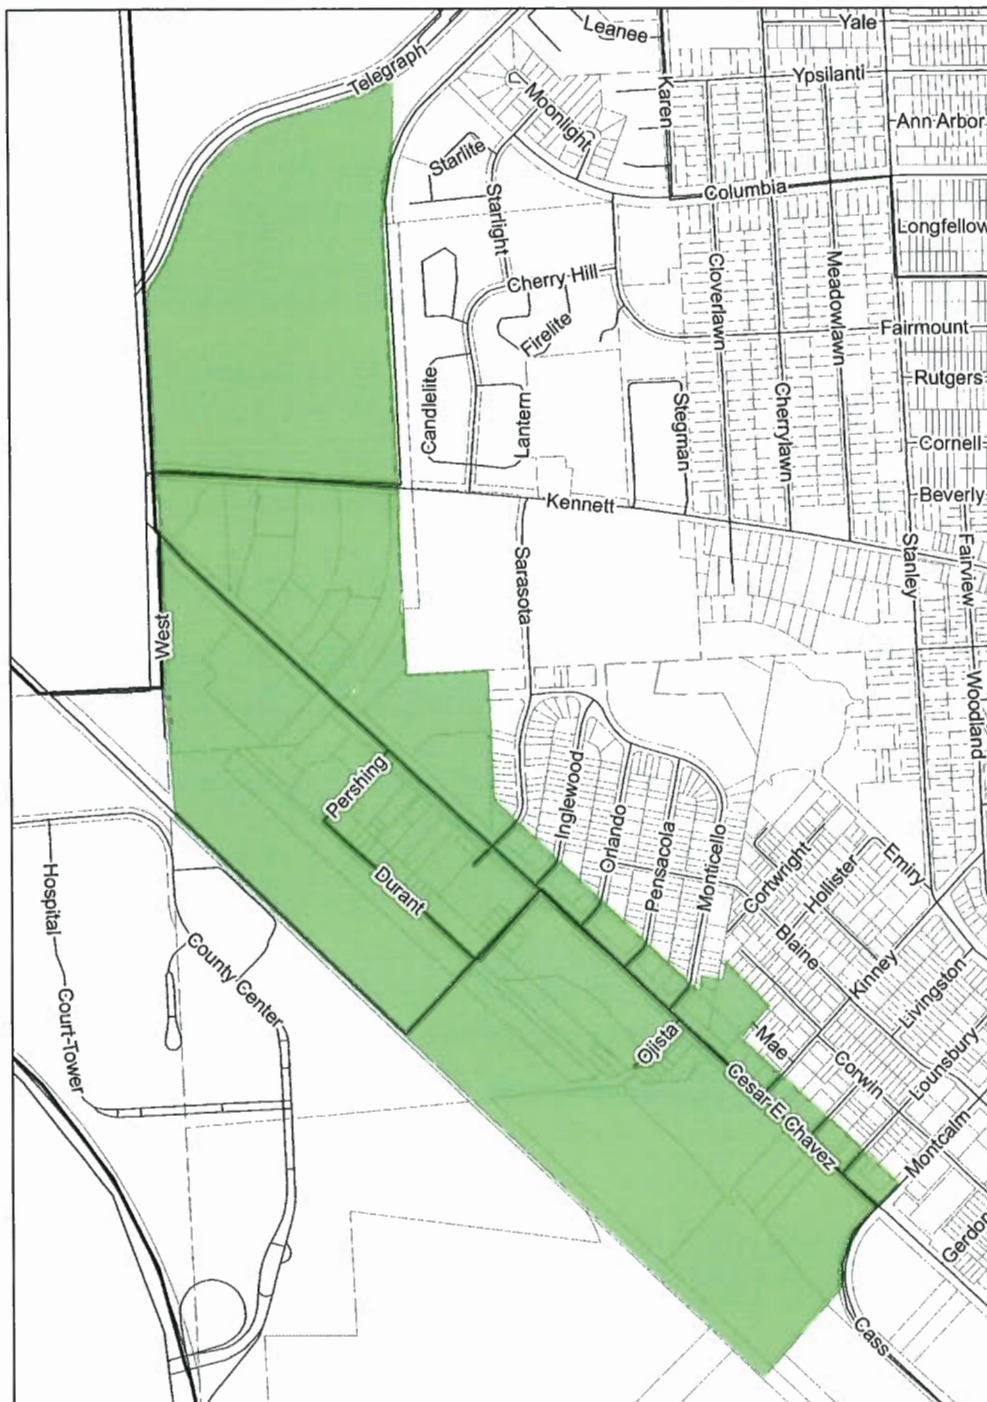 Leanee
Yale
Telegraph
Ypsilanti
Karen
Moonlight
Ann Arbor
Starlite
Columbia
Starlight
Longfellow
Cloverlawn
Meadowlawn
Cherry Hill
Firelite
Fairmount
Rutgers
Candlelite
Lantern
Stegman
Cherrylawn
Cornell
Beverly
Kennett
Stanley
Fairview
Sarasota
West
Woodland
Pershing
Inglewood
Orlando
Pensacola
Monticello
Durant
Cortwright
Hollister
Emiry
Hospital
Blaine
Kinney
County Center
Livingston
Court-Tower
Ojista
Mae
Lounsbury
Corwin
Cesar E Chavez
Montcalm
Gerdon
Cass